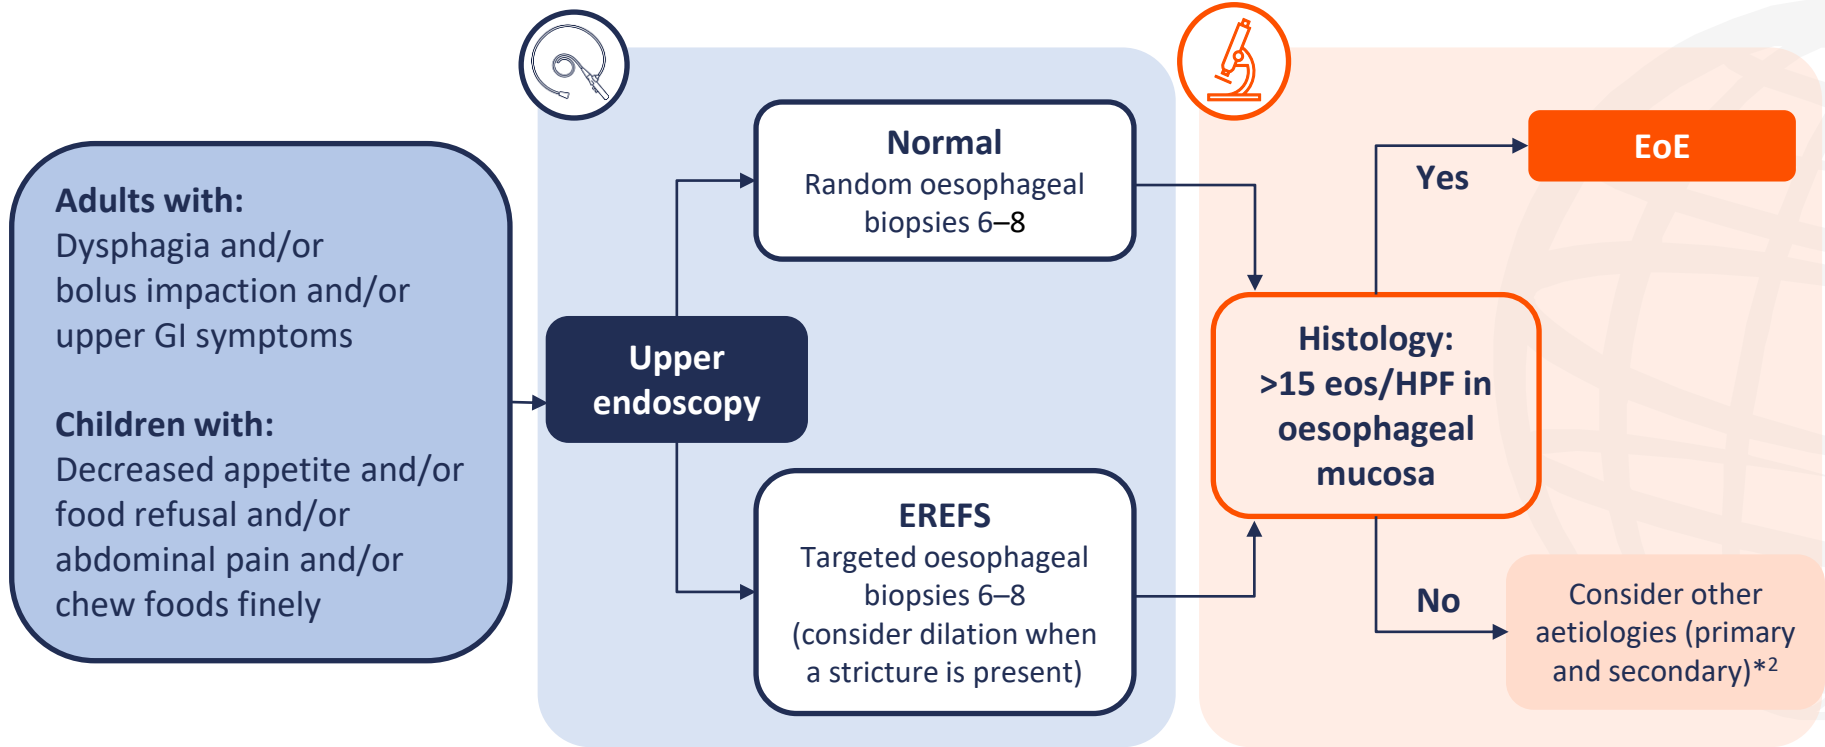 Adults with:
Dysphagia and/or
bolus impaction and/or
upper GI symptoms
Children with:
Decreased appetite and/or
food refusal and/or
abdominal pain and/or
chew foods finely
Upper
endoscopy
Normal
Random oesophageal
biopsies 6–8
EREFS
Targeted oesophageal
biopsies 6–8
(consider dilation when
a stricture is present)
Histology:
>15 eos/HPF in
oesophageal
mucosa
Yes
EoE
No
Consider other
aetiologies (primary
and secondary)*²